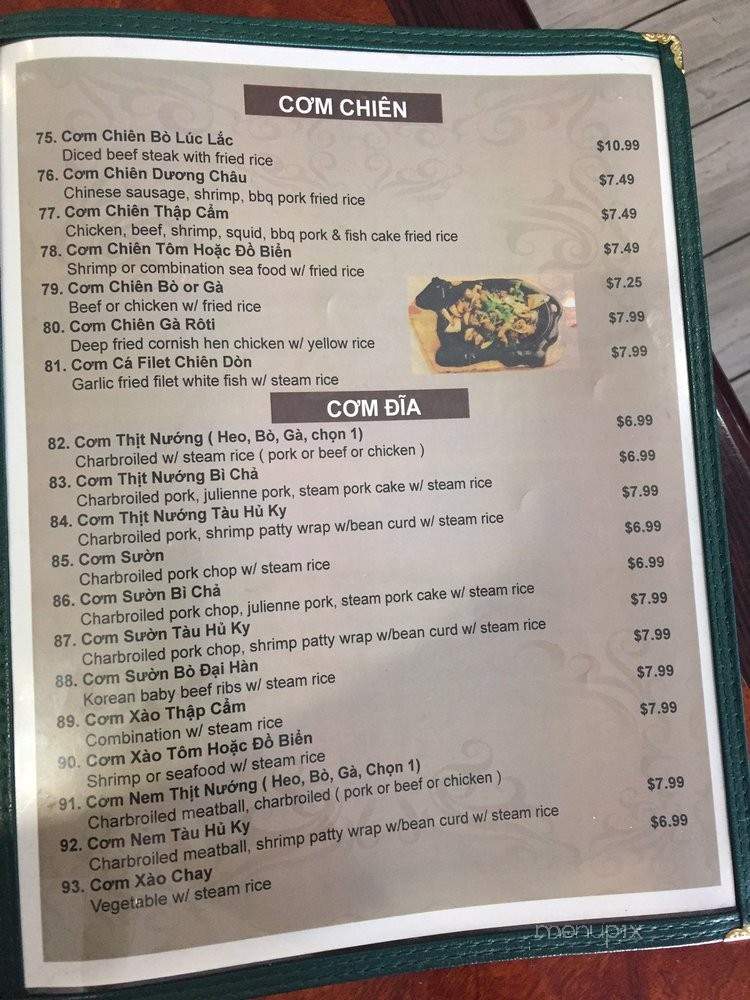 CƠM CHIÊN
75. Cơm Chiên Bò Lúc Lắc $10.99
Diced beef steak with fried rice
76. Cơm Chiên Dương Châu $7.49
Chinese sausage, shrimp, bbq pork fried rice
77. Cơm Chiên Thập Cẩm $7.49
Chicken, beef, shrimp, squid, bbq pork & fish cake fried rice
78. Cơm Chiên Tôm Hoặc Đồ Biển $7.49
Shrimp or combination sea food w/ fried rice
79. Cơm Chiên Bò or Gà $7.25
Beef or chicken w/ fried rice
80. Cơm Chiên Gà Rôti $7.99
Deep fried cornish hen chicken w/ yellow rice
81. Cơm Cá Filet Chiên Dòn $7.99
Garlic fried filet white fish w/ steam rice
CƠM ĐĨA
82. Cơm Thịt Nướng ( Heo, Bò, Gà, chọn 1) $6.99
Charbroiled w/ steam rice ( pork or beef or chicken )
83. Cơm Thịt Nướng Bì Chả $6.99
Charbroiled pork, julienne pork, steam pork cake w/ steam rice
84. Cơm Thịt Nướng Tàu Hủ Ky $7.99
Charbroiled pork, shrimp patty wrap w/bean curd w/ steam rice
85. Cơm Sườn $6.99
Charbroiled pork chop w/ steam rice
86. Cơm Sườn Bì Chả $6.99
Charbroiled pork chop, julienne pork, steam pork cake w/ steam rice
87. Cơm Sườn Tàu Hủ Ky $7.99
Charbroiled pork chop, shrimp patty wrap w/bean curd w/ steam rice
88. Cơm Sườn Bò Đại Hàn $7.99
Korean baby beef ribs w/ steam rice
89. Cơm Xào Thập Cẩm $7.99
Combination w/ steam rice
90. Cơm Xào Tôm Hoặc Đồ Biển $7.99
Shrimp or seafood w/ steam rice
91. Cơm Nem Thịt Nướng ( Heo, Bò, Gà, Chọn 1)
Charbroiled meatball, charbroiled ( pork or beef or chicken )
92. Cơm Nem Tàu Hủ Ky $7.99
Charbroiled meatball, shrimp patty wrap w/bean curd w/ steam rice
93. Cơm Xào Chay $6.99
Vegetable w/ steam rice
menupix